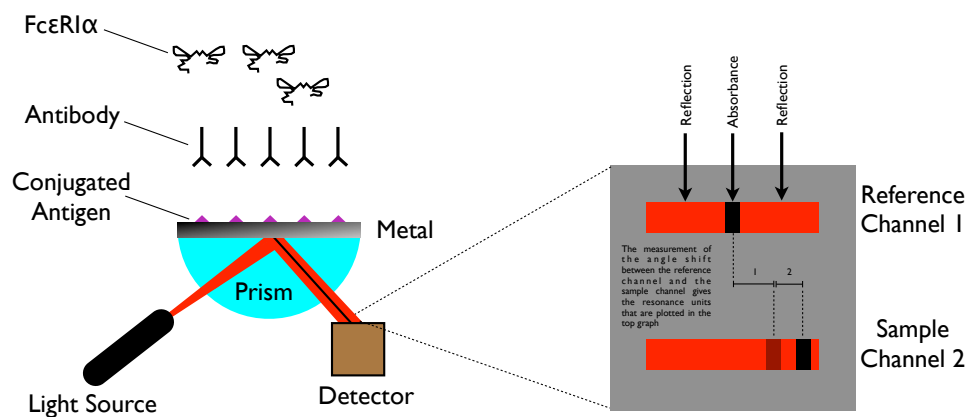 FcεRIα
Antibody
Conjugated
Antigen
Metal
Prism
Light Source
Detector
Reflection
Absorbance
Reflection
Reference
Channel 1
The measurement of
the angle shift
between the reference
channel and the
sample channel gives
the resonance units
that are plotted in the
top graph
1
2
Sample
Channel 2